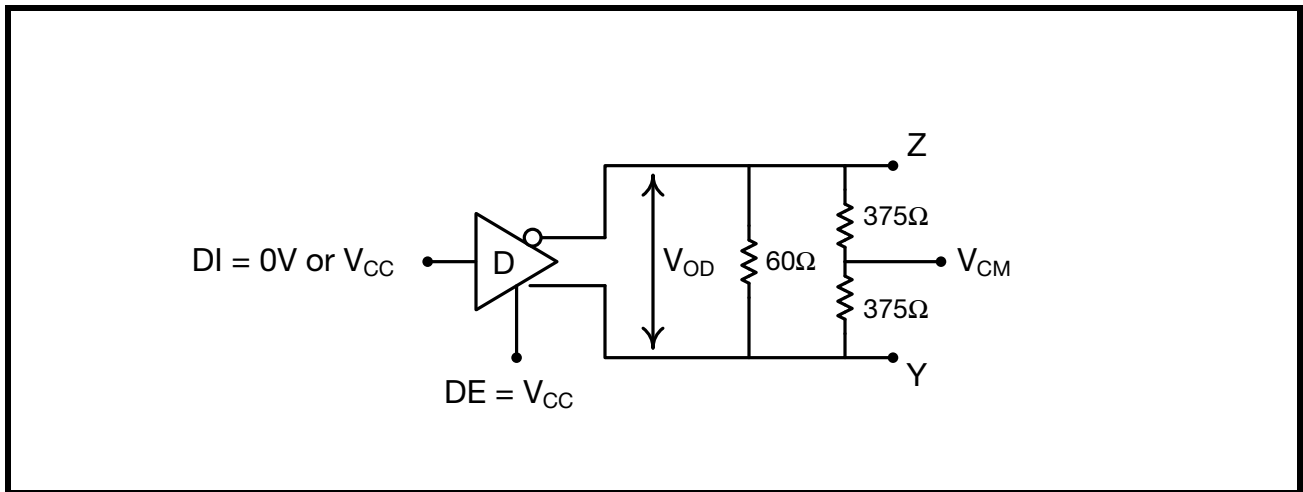 Z
375Ω
DI = 0V or VCC
D
VOD
60Ω
VCM
375Ω
Y
DE = VCC